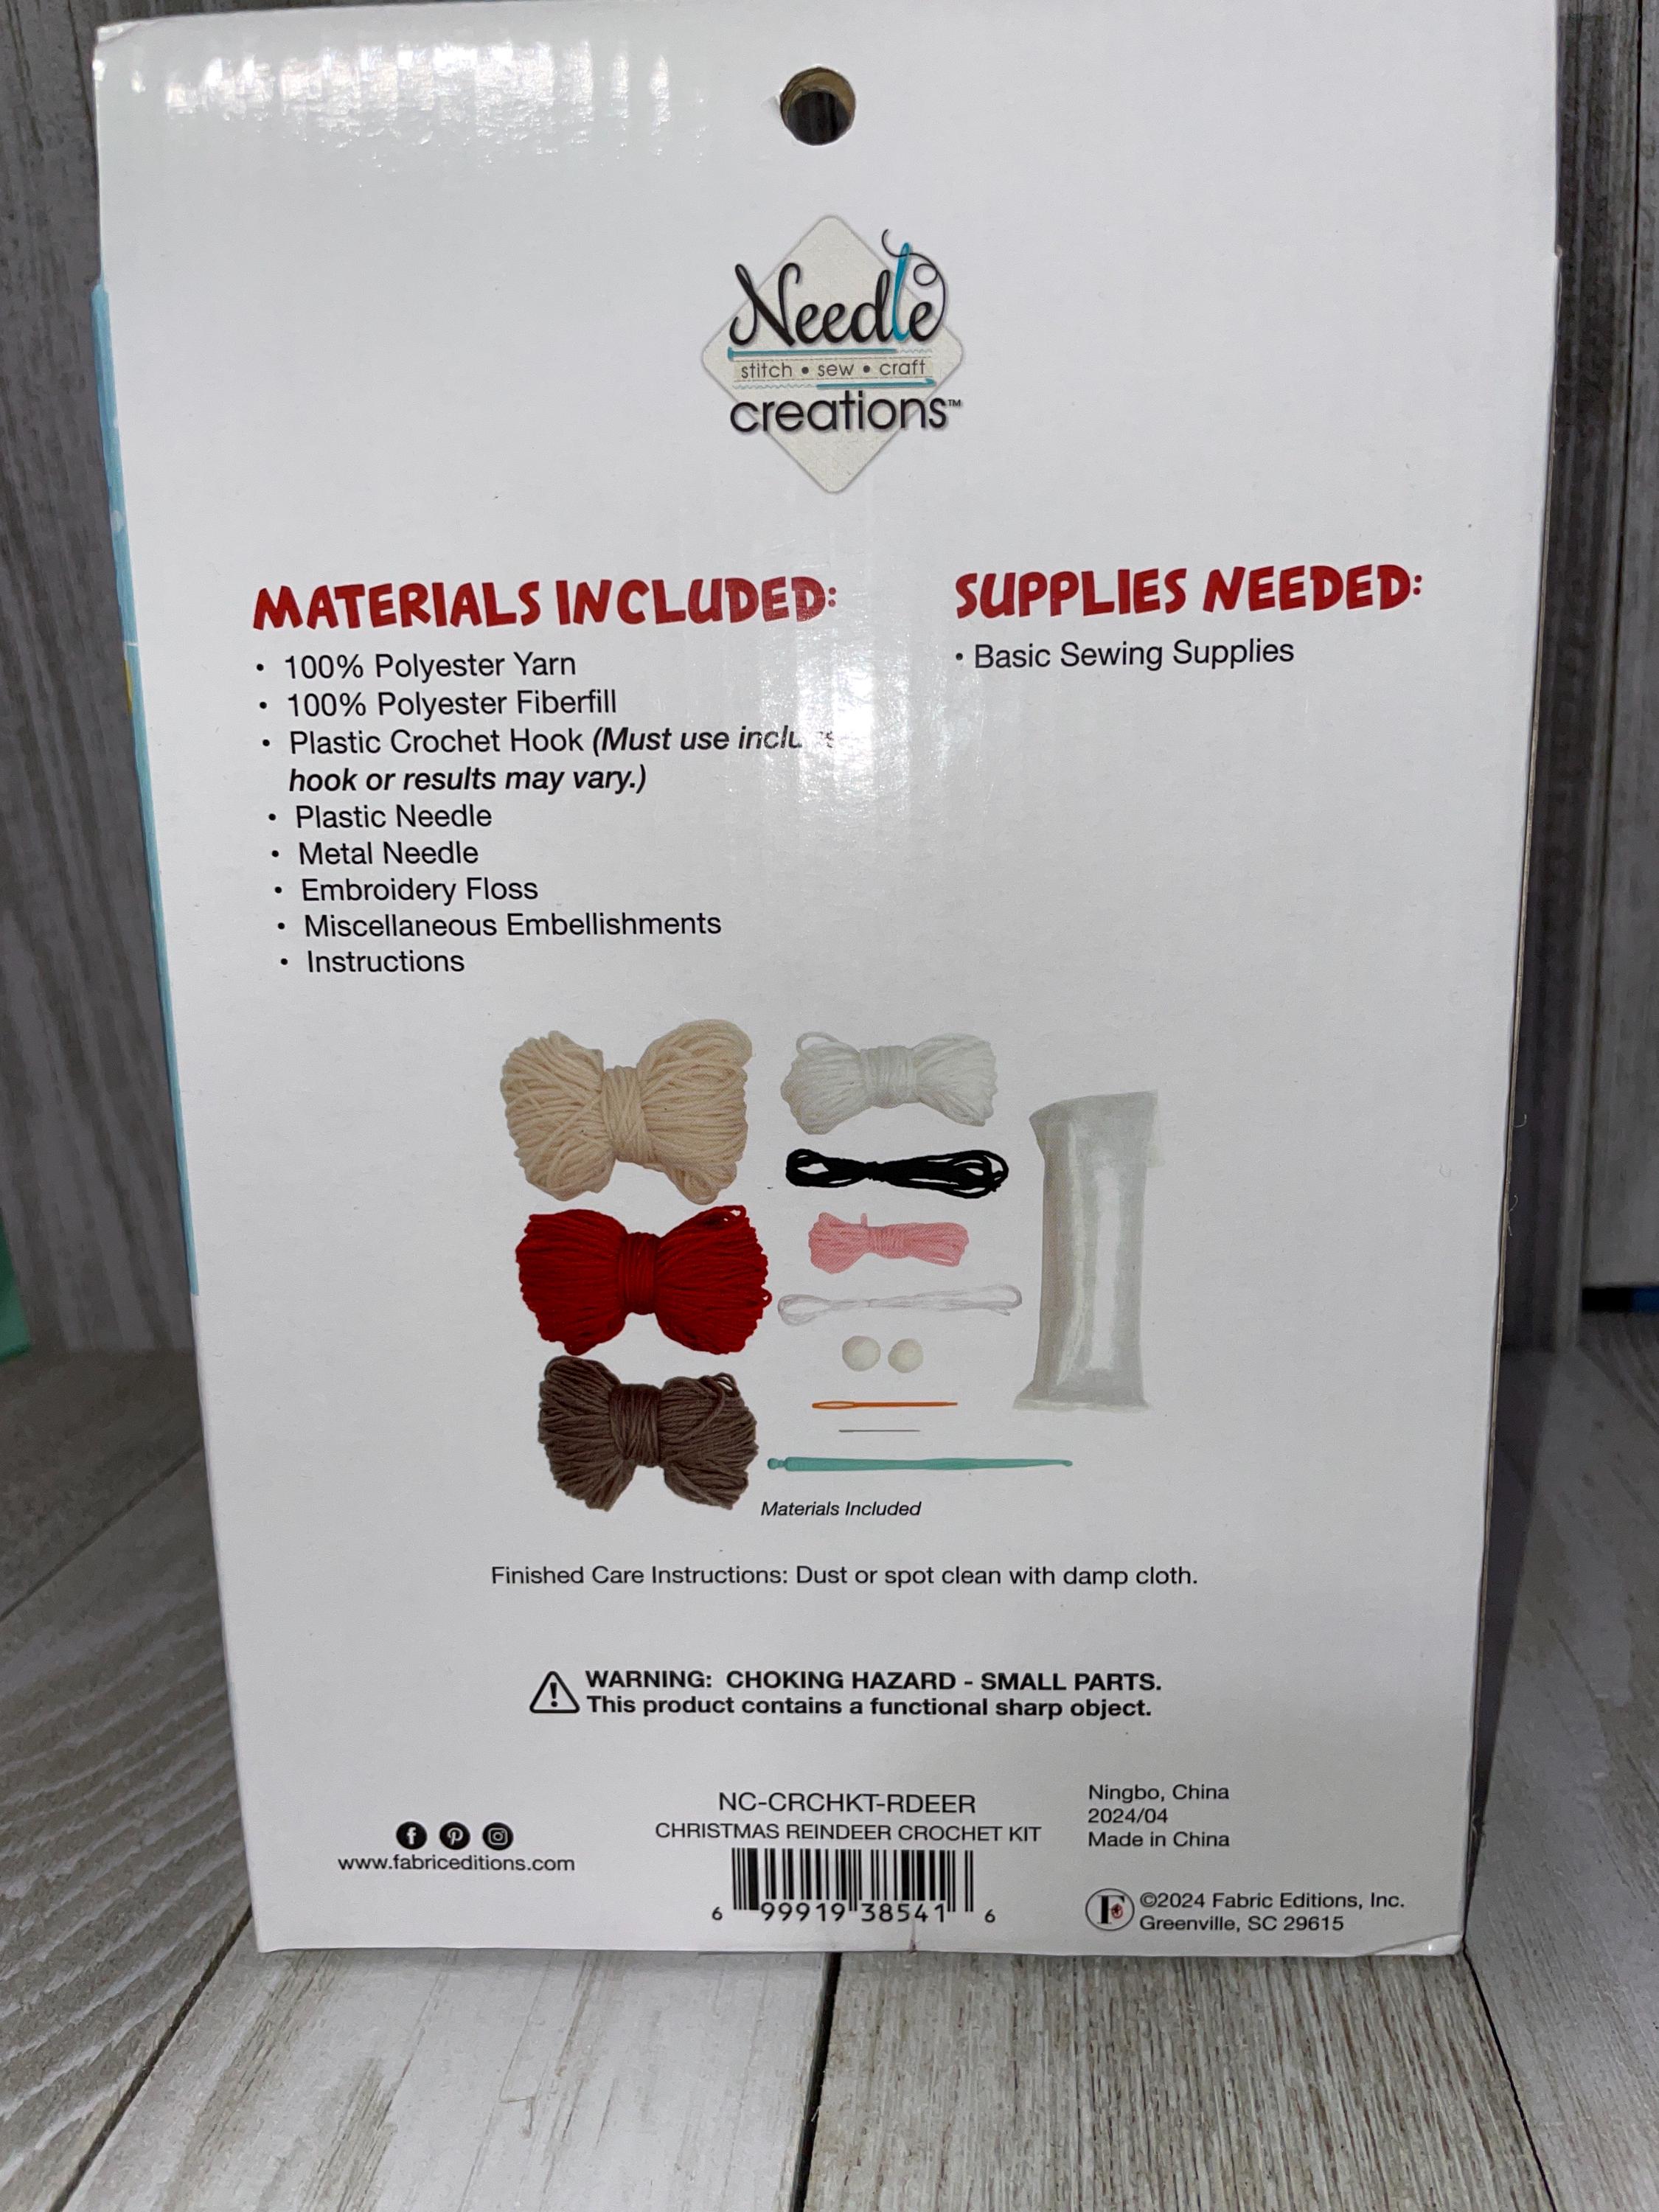 Needle
stitch • sew • craft
creations™
MATERIALS INCLUDED:
• 100% Polyester Yarn
• 100% Polyester Fiberfill
• Plastic Crochet Hook (Must use
hook or results may vary.)
• Plastic Needle
• Metal Needle
• Embroidery Floss
• Miscellaneous Embellishments
• Instructions
SUPPLIES NEEDED:
• Basic Sewing Supplies
Materials Included
Finished Care Instructions: Dust or spot clean with damp cloth.
WARNING: CHOKING HAZARD - SMALL PARTS.
This product contains a functional sharp object.
www.fabriceditions.com
NC-CRCHKT-RDEER
CHRISTMAS REINDEER CROCHET KIT
6 99919 38541 6
Ningbo, China
2024/04
Made in China
©2024 Fabric Editions, Inc.
Greenville, SC 29615